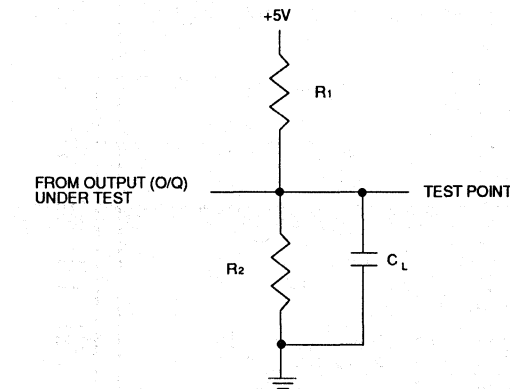 +5V
R1
FROM OUTPUT (O/Q)
UNDER TEST
TEST POINT
R2
CL